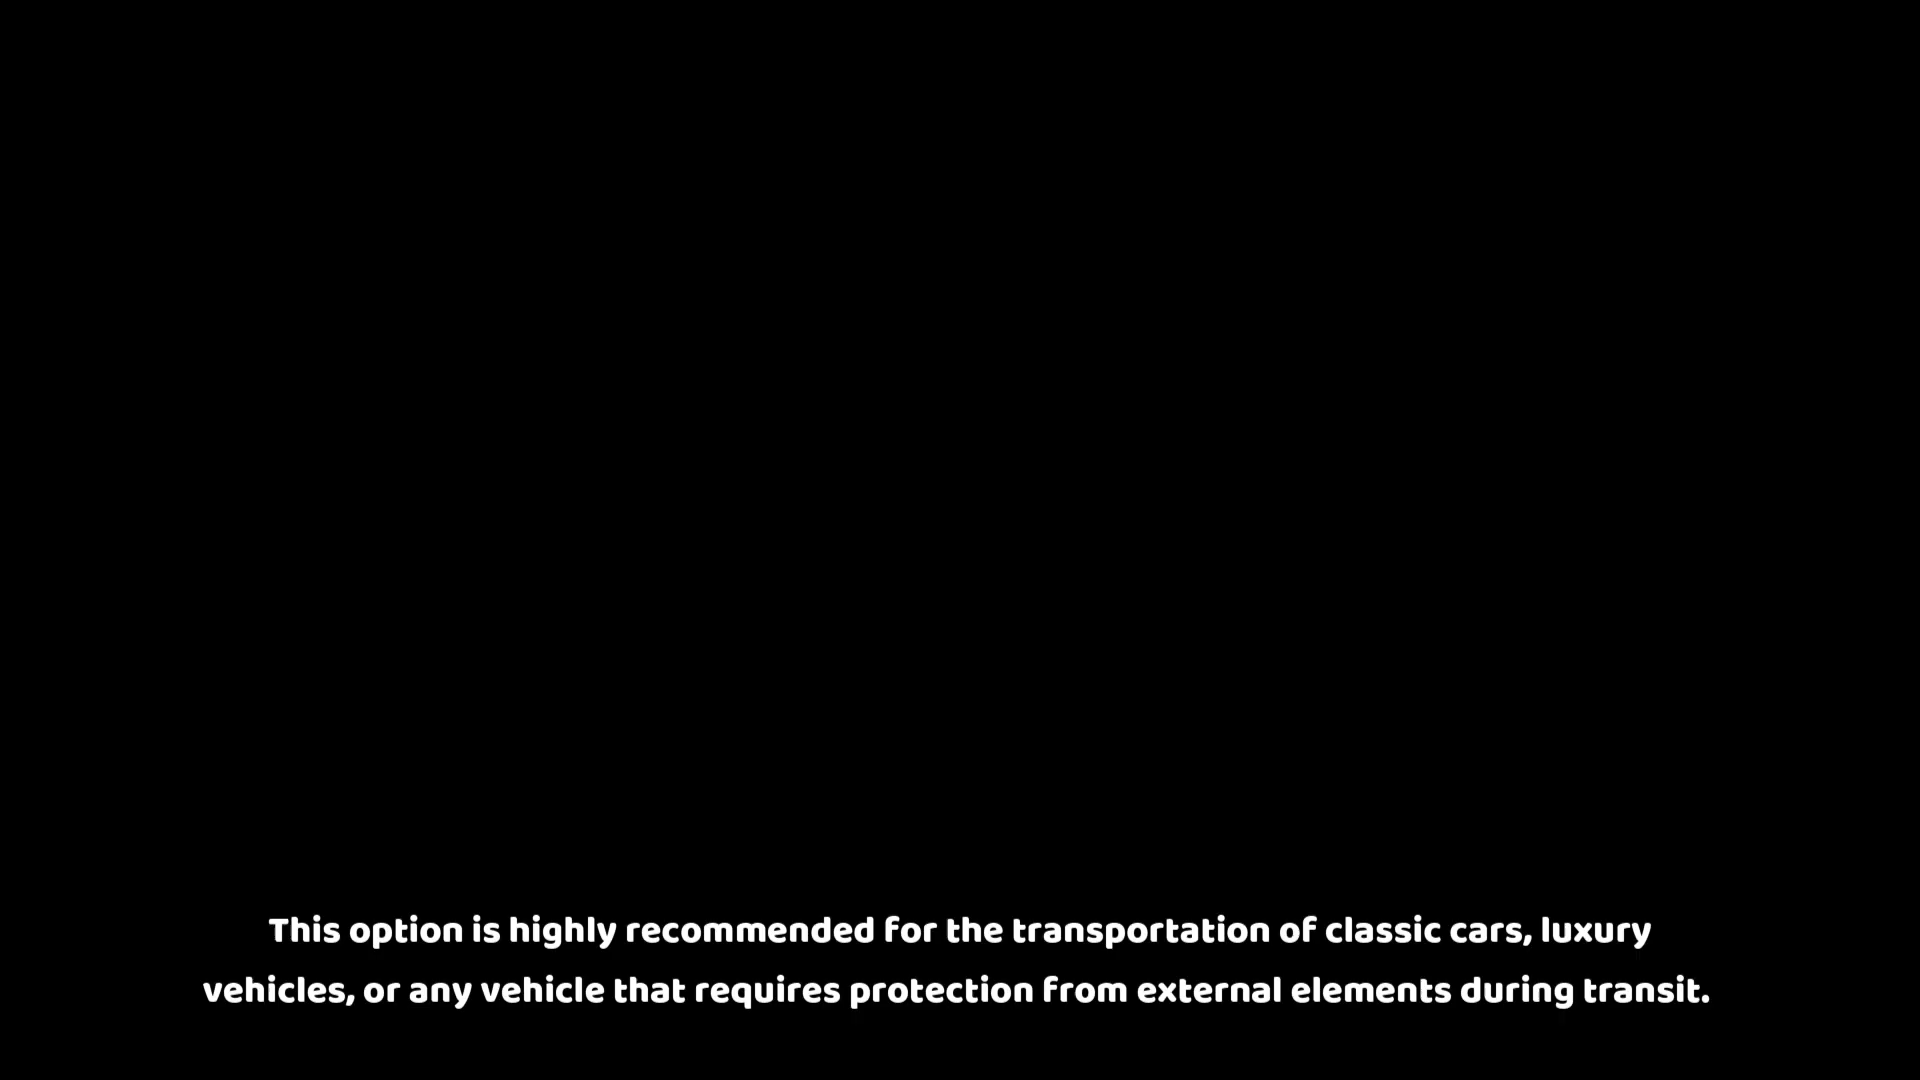 This option is highly recommended for the transportation of classic cars, luxury
vehicles, or any vehicle that requires protection from external elements during transit.